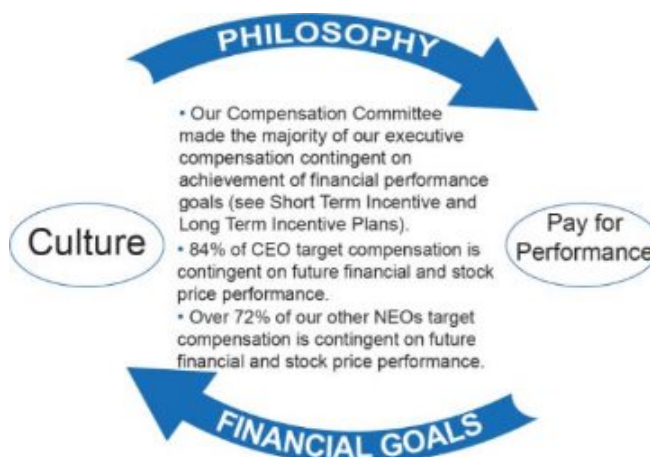 PHILOSOPHY
• Our Compensation Committee
made the majority of our executive
compensation contingent on
achievement of financial performance
goals (see Short Term Incentive and
Long Term Incentive Plans).
• 84% of CEO target compensation is
contingent on future financial and stock
price performance.
• Over 72% of our other NEOs target
compensation is contingent on future
financial and stock price performance.
Culture
Pay for
Performance
FINANCIAL GOALS